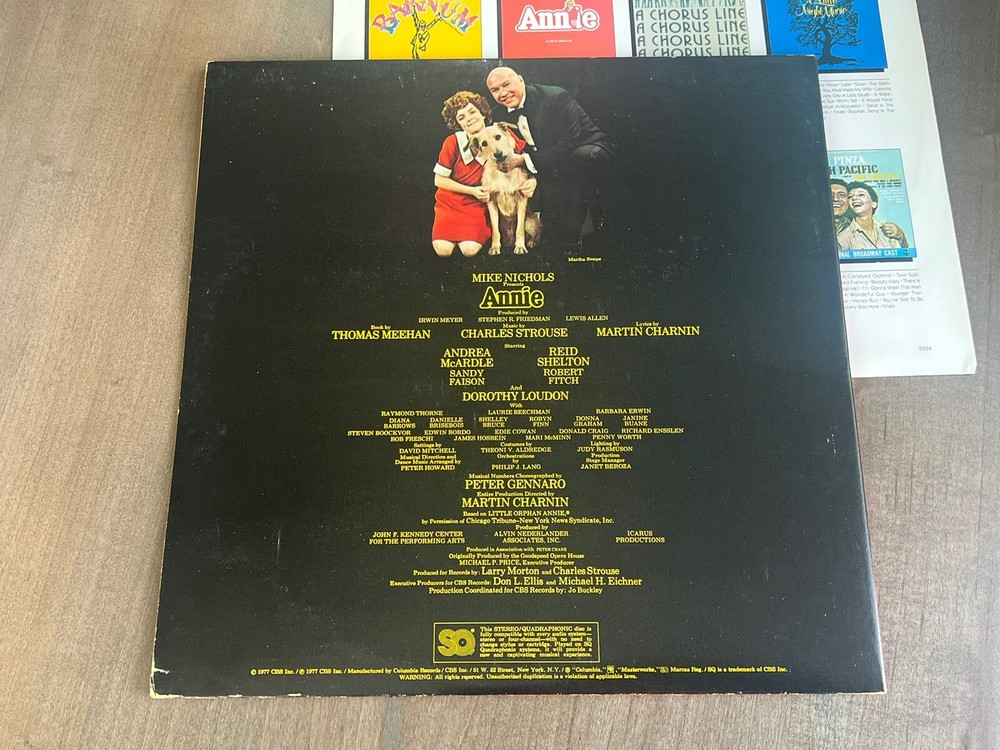 BARNUM
Annie
A CHORUS LINE
A CHORUS LINE
A CHORUS LINE
A CHORUS LINE
A Little
Night Music
PINZA
H PACIFIC
NAL BROADWAY CAST
2934
Martha Swope
MIKE NICHOLS
Presents
Annie
Produced by
IRWIN MEYER STEPHEN R. FRIEDMAN LEWIS ALLEN
Book by Music by Lyrics by
THOMAS MEEHAN CHARLES STROUSE MARTIN CHARNIN
Starring
ANDREA REID
McARDLE SHELTON
SANDY ROBERT
FAISON FITCH
And
DOROTHY LOUDON
With
RAYMOND THORNE LAURIE BEECHMAN BARBARA ERWIN
DIANA DANIELLE SHELLEY ROBYN DONNA JANINE
BARROWS BRISEBOIS BRUCE FINN GRAHAM RUANE
STEVEN BOOCKVOR EDWIN BORDO EDIE COWAN DONALD CRAIG RICHARD ENSSLEN
BOB FRESCHI JAMES HOSBEIN MARI McMINN PENNY WORTH
Settings by Costumes by Lighting by
DAVID MITCHELL THEONI V. ALDREDGE JUDY RASMUSON
Musical Direction and Orchestrations Production
Dance Music Arranged by by Stage Manager
PETER HOWARD PHILIP J. LANG JANET BEROZA
Musical Numbers Choreographed by
PETER GENNARO
Entire Production Directed by
MARTIN CHARNIN
Based on LITTLE ORPHAN ANNIE,®
by Permission of Chicago Tribune–New York News Syndicate, Inc.
Produced by
JOHN F. KENNEDY CENTER ALVIN NEDERLANDER ICARUS
FOR THE PERFORMING ARTS ASSOCIATES, INC. PRODUCTIONS
Produced in Association with PETER CRANE
Originally Produced by the Goodspeed Opera House
MICHAEL P. PRICE, Executive Producer
Produced for Records by: Larry Morton and Charles Strouse
Executive Producers for CBS Records: Don L. Ellis and Michael H. Eichner
Production Coordinated for CBS Records by: Jo Buckley
SQ
This STEREO/QUADRAPHONIC disc is
fully compatible with every audio system—
stereo or four-channel—with no need to
change stylus or cartridge. Played on SQ
Quadraphonic systems, it will provide a
new and captivating musical experience.
© 1977 CBS Inc. / ℗ 1977 CBS Inc. / Manufactured by Columbia Records / CBS Inc. / 51 W. 52 Street, New York, N.Y. / ® "Columbia," "Masterworks," Marcas Reg. / SQ is a trademark of CBS Inc.
WARNING: All rights reserved. Unauthorized duplication is a violation of applicable laws.